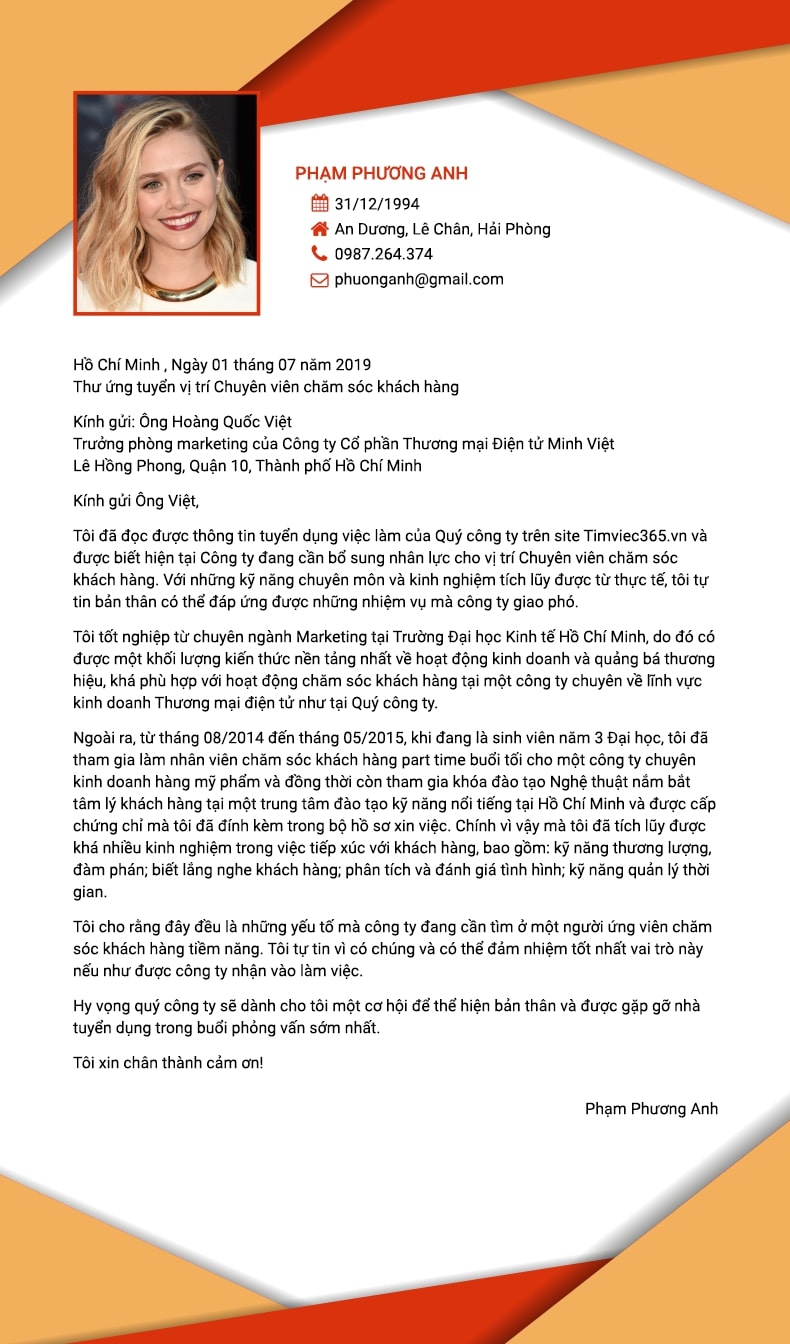 PHẠM PHƯƠNG ANH
31/12/1994
An Dương, Lê Chân, Hải Phòng
0987.264.374
phuonganh@gmail.com
Hồ Chí Minh , Ngày 01 tháng 07 năm 2019
Thư ứng tuyển vị trí Chuyên viên chăm sóc khách hàng
Kính gửi: Ông Hoàng Quốc Việt
Trưởng phòng marketing của Công ty Cổ phần Thương mại Điện tử Minh Việt
Lê Hồng Phong, Quận 10, Thành phố Hồ Chí Minh
Kính gửi Ông Việt,
Tôi đã đọc được thông tin tuyển dụng việc làm của Quý công ty trên site Timviec365.vn và
được biết hiện tại Công ty đang cần bổ sung nhân lực cho vị trí Chuyên viên chăm sóc
khách hàng. Với những kỹ năng chuyên môn và kinh nghiệm tích lũy được từ thực tế, tôi tự
tin bản thân có thể đáp ứng được những nhiệm vụ mà công ty giao phó.
Tôi tốt nghiệp từ chuyên ngành Marketing tại Trường Đại học Kinh tế Hồ Chí Minh, do đó có
được một khối lượng kiến thức nền tảng nhất về hoạt động kinh doanh và quảng bá thương
hiệu, khá phù hợp với hoạt động chăm sóc khách hàng tại một công ty chuyên về lĩnh vực
kinh doanh Thương mại điện tử như tại Quý công ty.
Ngoài ra, từ tháng 08/2014 đến tháng 05/2015, khi đang là sinh viên năm 3 Đại học, tôi đã
tham gia làm nhân viên chăm sóc khách hàng part time buổi tối cho một công ty chuyên
kinh doanh hàng mỹ phẩm và đồng thời còn tham gia khóa đào tạo Nghệ thuật nắm bắt
tâm lý khách hàng tại một trung tâm đào tạo kỹ năng nổi tiếng tại Hồ Chí Minh và được cấp
chứng chỉ mà tôi đã đính kèm trong bộ hồ sơ xin việc. Chính vì vậy mà tôi đã tích lũy được
khá nhiều kinh nghiệm trong việc tiếp xúc với khách hàng, bao gồm: kỹ năng thương lượng,
đàm phán; biết lắng nghe khách hàng; phân tích và đánh giá tình hình; kỹ năng quản lý thời
gian.
Tôi cho rằng đây đều là những yếu tố mà công ty đang cần tìm ở một người ứng viên chăm
sóc khách hàng tiềm năng. Tôi tự tin vì có chúng và có thể đảm nhiệm tốt nhất vai trò này
nếu như được công ty nhận vào làm việc.
Hy vọng quý công ty sẽ dành cho tôi một cơ hội để thể hiện bản thân và được gặp gỡ nhà
tuyển dụng trong buổi phỏng vấn sớm nhất.
Tôi xin chân thành cảm ơn!
Phạm Phương Anh